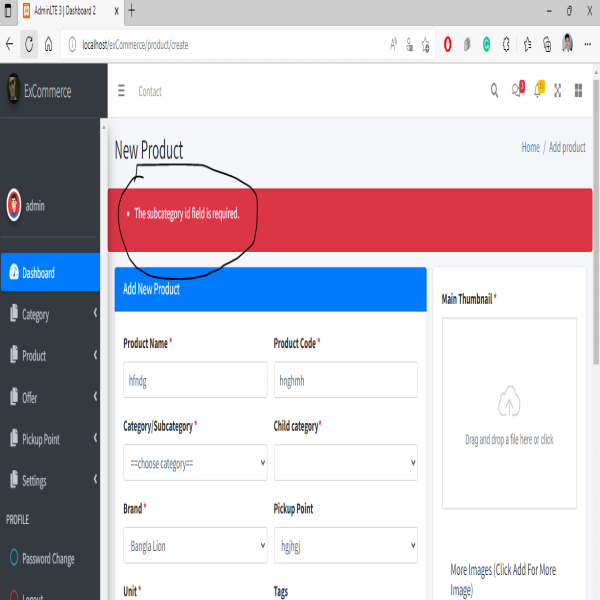 AdminLTE 3 | Dashboard 2
localhost/exCommerce/product/create
ExCommerce
Contact
New Product
Home / Add product
admin
The subcategory id field is required.
Dashboard
Add New Product
Main Thumbnail *
Category
Product Name *
Product Code *
Product
hfndg
hnghmh
Offer
Category/Subcategory *
Child category*
Drag and drop a file here or click
Pickup Point
==choose category==
Settings
Brand *
Pickup Point
PROFILE
Bangla Lion
hgjhgj
Password Change
More Images (Click Add For More
Image)
Logout
Unit *
Tags